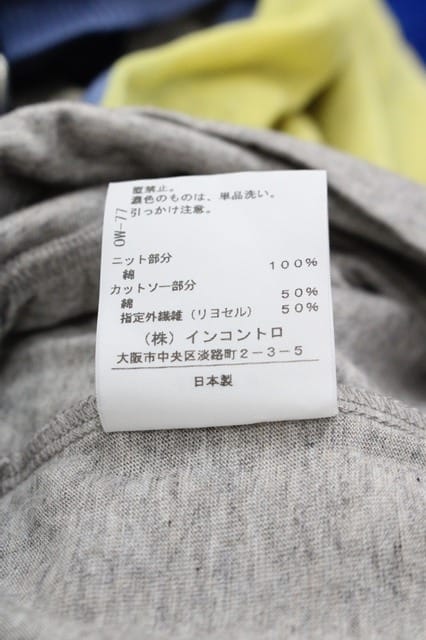 置禁止。
濃色のものは、単品洗い。
引っかけ注意。
OW-77
ニット部分
綿 100%
カットソー部分
綿 50%
指定外繊維（リヨセル） 50%
（株）インコントロ
大阪市中央区淡路町2-3-5
日本製